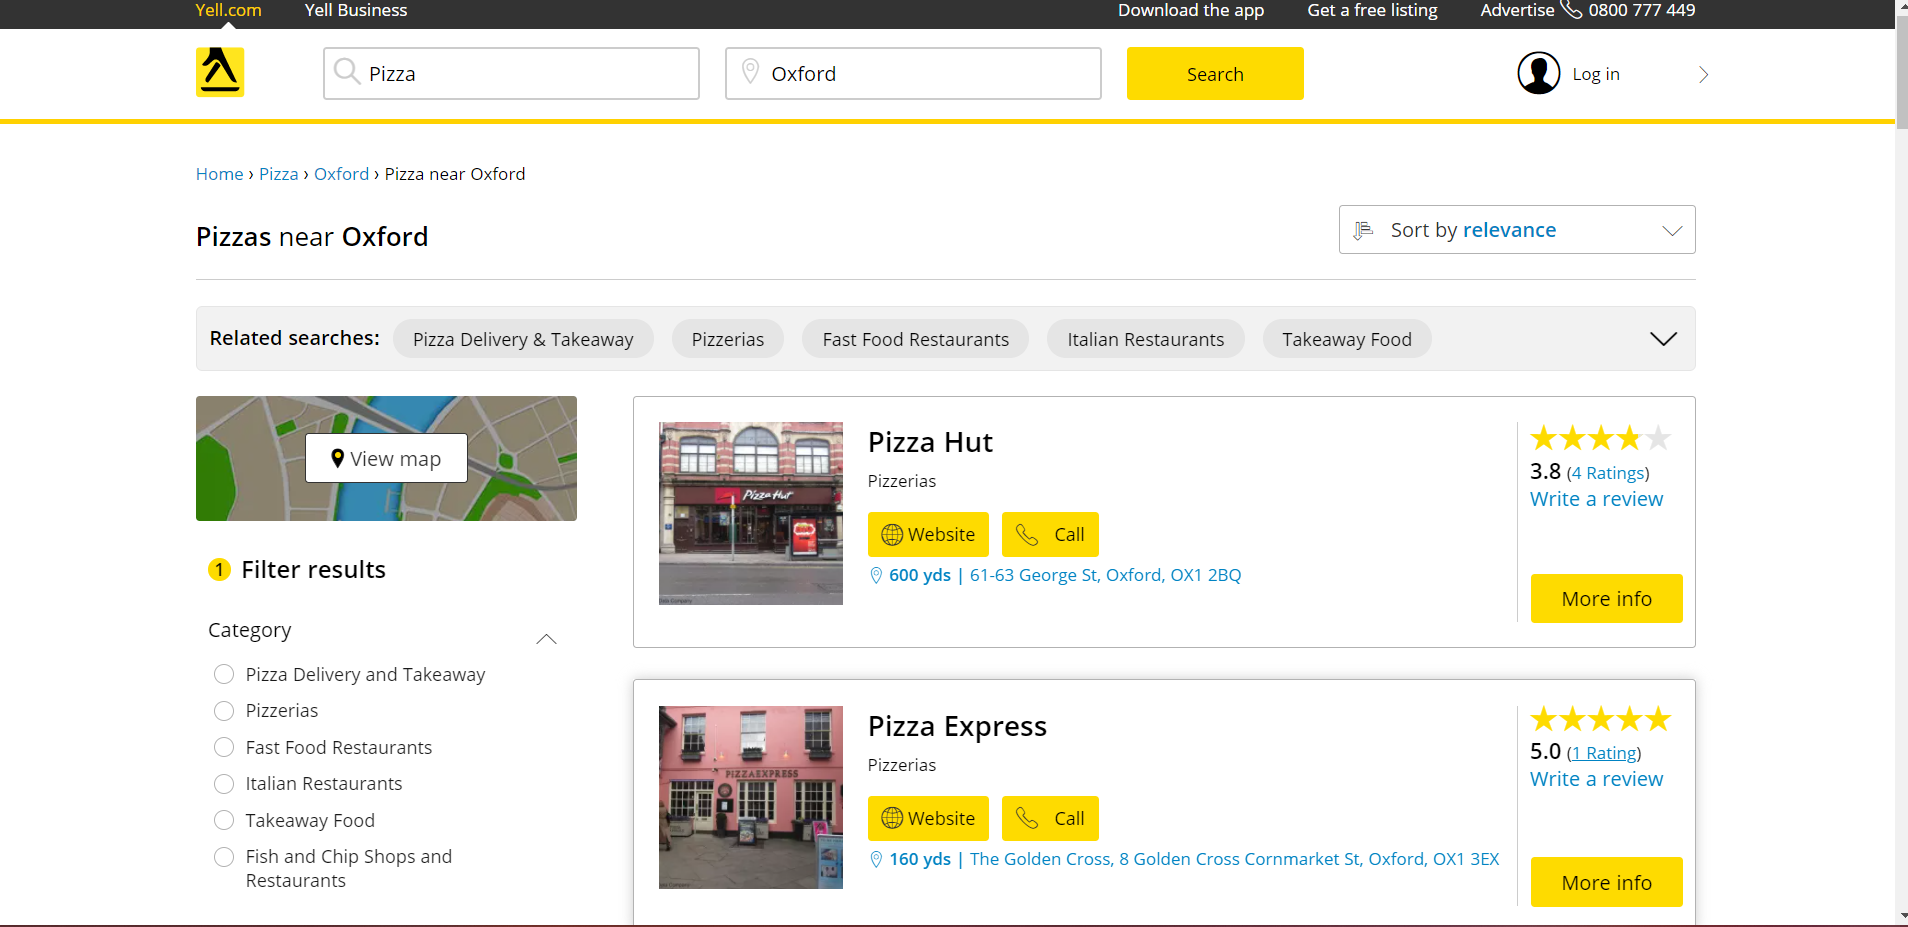 Yell.com
Yell Business
Download the app
Get a free listing
Advertise 0800 777 449
Pizza
Oxford
Search
Log in
Home › Pizza › Oxford › Pizza near Oxford
Pizzas near Oxford
Sort by relevance
Related searches:
Pizza Delivery & Takeaway
Pizzerias
Fast Food Restaurants
Italian Restaurants
Takeaway Food
View map
1 Filter results
Category
Pizza Delivery and Takeaway
Pizzerias
Fast Food Restaurants
Italian Restaurants
Takeaway Food
Fish and Chip Shops and
Restaurants
Pizza Hut
Pizza Hut
Pizzerias
Website
Call
600 yds | 61-63 George St, Oxford, OX1 2BQ
3.8 (4 Ratings)
Write a review
More info
PIZZAEXPRESS
Pizza Express
Pizzerias
Website
Call
160 yds | The Golden Cross, 8 Golden Cross Cornmarket St, Oxford, OX1 3EX
5.0 (1 Rating)
Write a review
More info